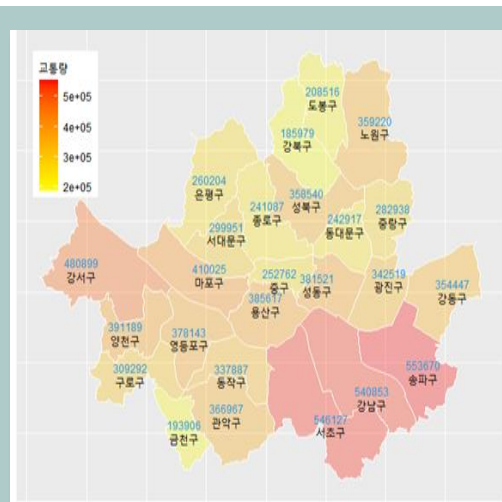 교통량
5e+05
4e+05
3e+05
2e+05
208516
도봉구
359220
노원구
185979
강북구
260204
은평구
358540
성북구
241087
종로구
282938
중랑구
299951
서대문구
242917
동대문구
480899
강서구
410025
마포구
252762
중구
381521
성동구
342519
광진구
354447
강동구
385617
용산구
391189
양천구
378143
영등포구
309292
구로구
337887
동작구
553670
송파구
366967
관악구
540853
강남구
193906
금천구
546127
서초구